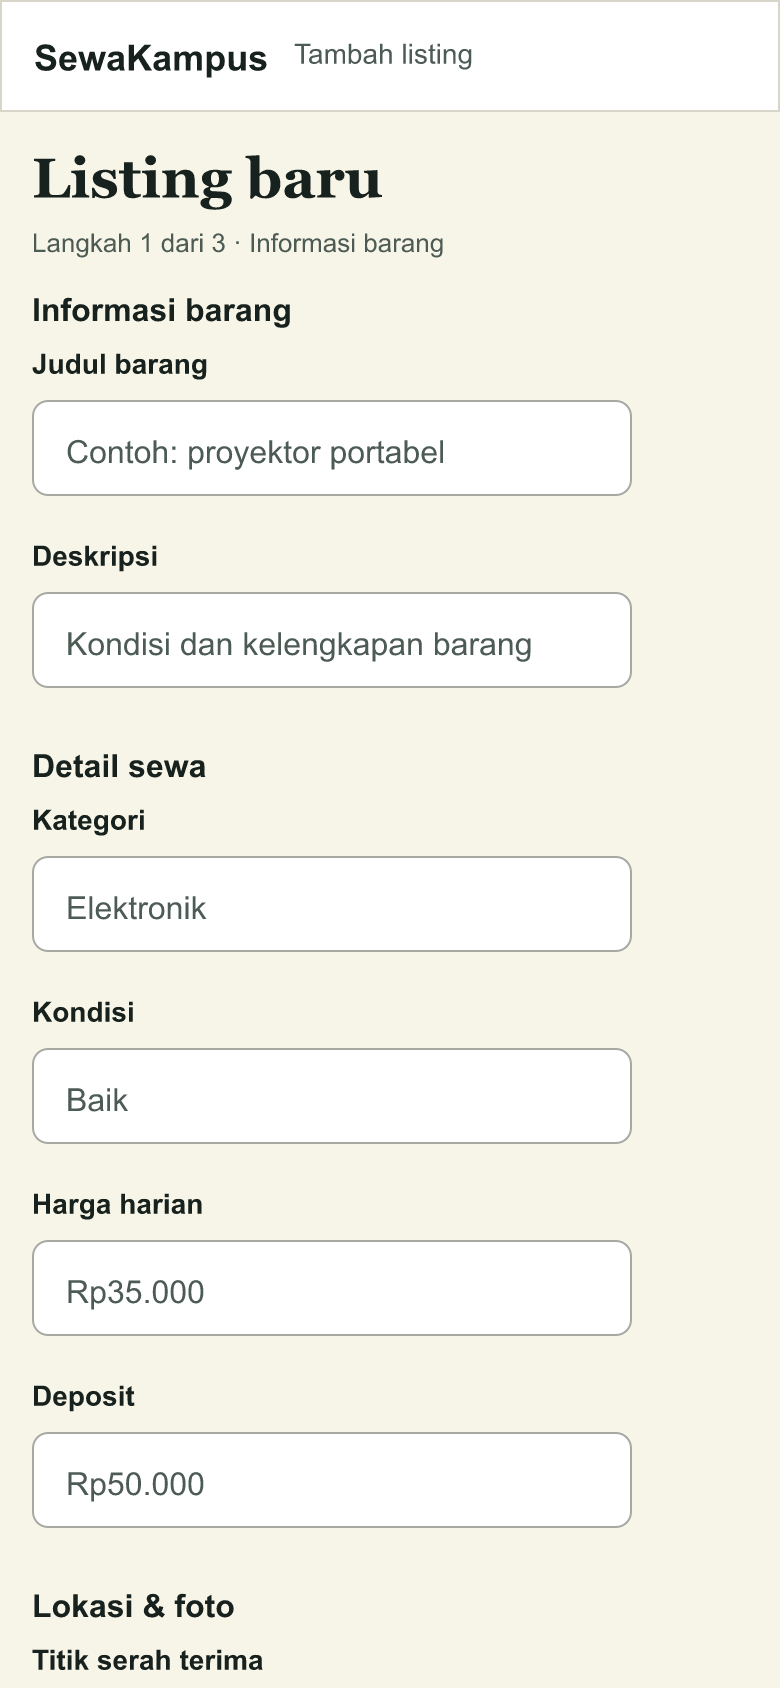 SewaKampus Tambah listing
Listing baru
Langkah 1 dari 3 · Informasi barang
Informasi barang
Judul barang
Contoh: proyektor portabel
Deskripsi
Kondisi dan kelengkapan barang
Detail sewa
Kategori
Elektronik
Kondisi
Baik
Harga harian
Rp35.000
Deposit
Rp50.000
Lokasi & foto
Titik serah terima